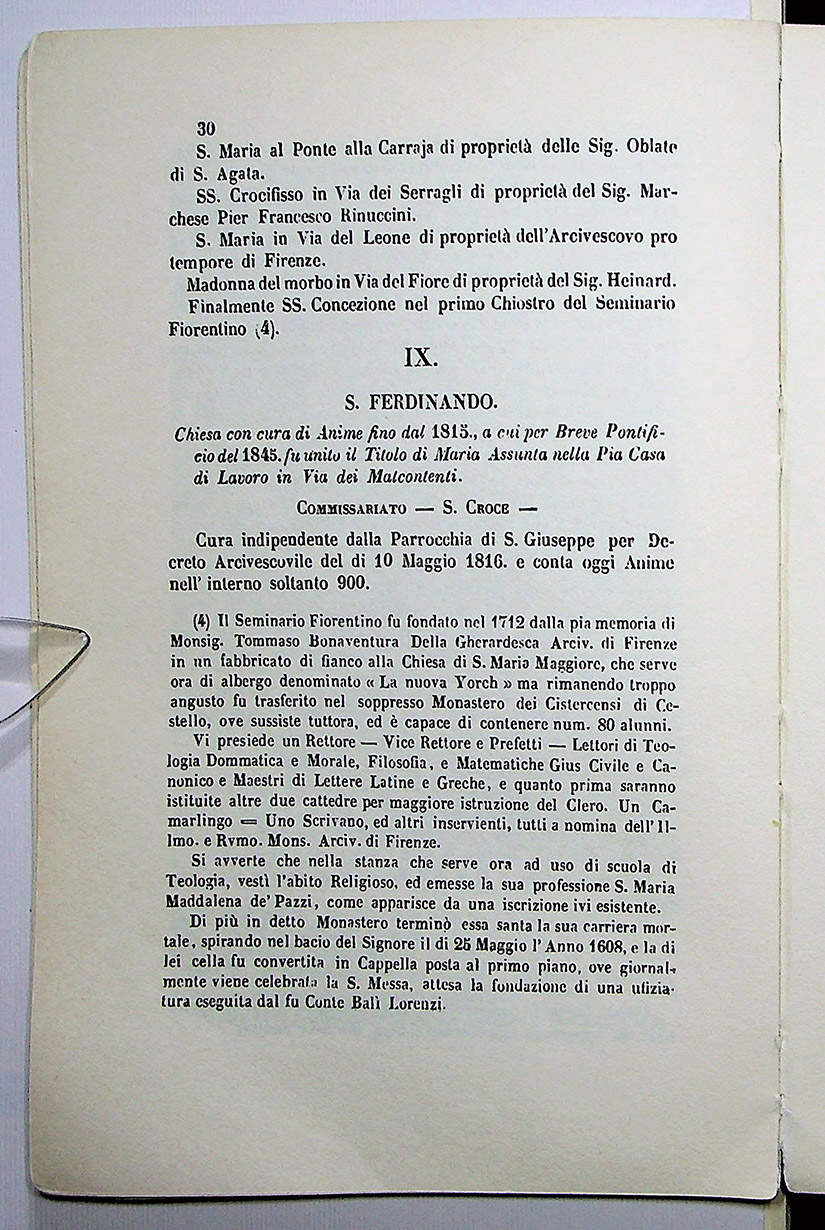 30
S. Maria al Ponte alla Carraja di proprietà delle Sig. Oblate
di S. Agata.
SS. Crocifisso in Via dei Serragli di proprietà del Sig. Mar-
chese Pier Francesco Rinuccini.
S. Maria in Via del Leone di proprietà dell'Arcivescovo pro
tempore di Firenze.
Madonna del morbo in Via del Fiore di proprietà del Sig. Heinard.
Finalmente SS. Concezione nel primo Chiostro del Seminario
Fiorentino (4).
IX.
S. FERDINANDO.
Chiesa con cura di Anime fino dal 1815., a cui per Breve Pontifi-
cio del 1845. fu unito il Titolo di Maria Assunta nella Pia Casa
di Lavoro in Via dei Malcontenti.
COMMISSARIATO — S. CROCE —
Cura indipendente dalla Parrocchia di S. Giuseppe per De-
creto Arcivescovile del di 10 Maggio 1816. e conta oggi Anime
nell' interno soltanto 900.
(4) Il Seminario Fiorentino fu fondato nel 1712 dalla pia memoria di
Monsig. Tommaso Bonaventura Della Gherardesca Arciv. di Firenze
in un fabbricato di fianco alla Chiesa di S. Maria Maggiore, che serve
ora di albergo denominato « La nuova Yorch » ma rimanendo troppo
angusto fu trasferito nel soppresso Monastero dei Cistercensi di Ce-
stello, ove sussiste tuttora, ed è capace di contenere num. 80 alunni.
Vi presiede un Rettore — Vice Rettore e Prefetti — Lettori di Teo-
logia Dommatica e Morale, Filosofia, e Matematiche Gius Civile e Ca-
nonico e Maestri di Lettere Latine e Greche, e quanto prima saranno
istituite altre due cattedre per maggiore istruzione del Clero. Un Ca-
marlingo = Uno Scrivano, ed altri inservienti, tutti a nomina dell' Il-
lmo. e Rvmo. Mons. Arciv. di Firenze.
Si avverte che nella stanza che serve ora ad uso di scuola di
Teologia, vestì l'abito Religioso, ed emesse la sua professione S. Maria
Maddalena de' Pazzi, come apparisce da una iscrizione ivi esistente.
Di più in detto Monastero terminò essa santa la sua carriera mor-
tale, spirando nel bacio del Signore il di 25 Maggio l' Anno 1608, e la di
lei cella fu convertita in Cappella posta al primo piano, ove giornal-
mente viene celebrata la S. Messa, attesa la fondazione di una ufizia-
tura eseguita dal fu Conte Balì Lorenzi.